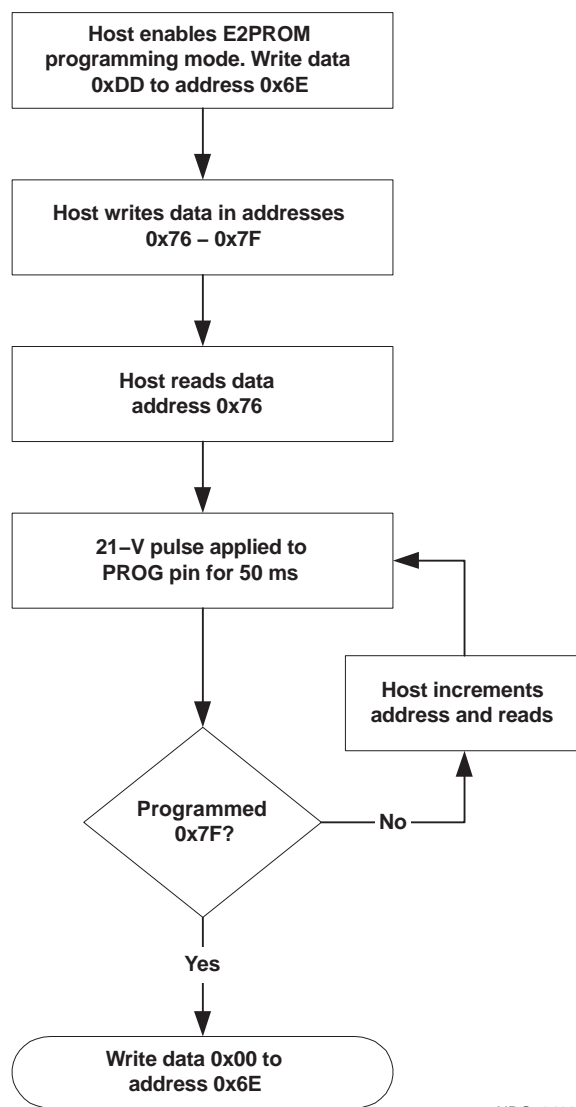 Host enables E2PROM
programming mode. Write data
0xDD to address 0x6E
Host writes data in addresses
0x76 – 0x7F
Host reads data
address 0x76
21–V pulse applied to
PROG pin for 50 ms
Host increments
address and reads
Programmed
0x7F?
No
Yes
Write data 0x00 to
address 0x6E